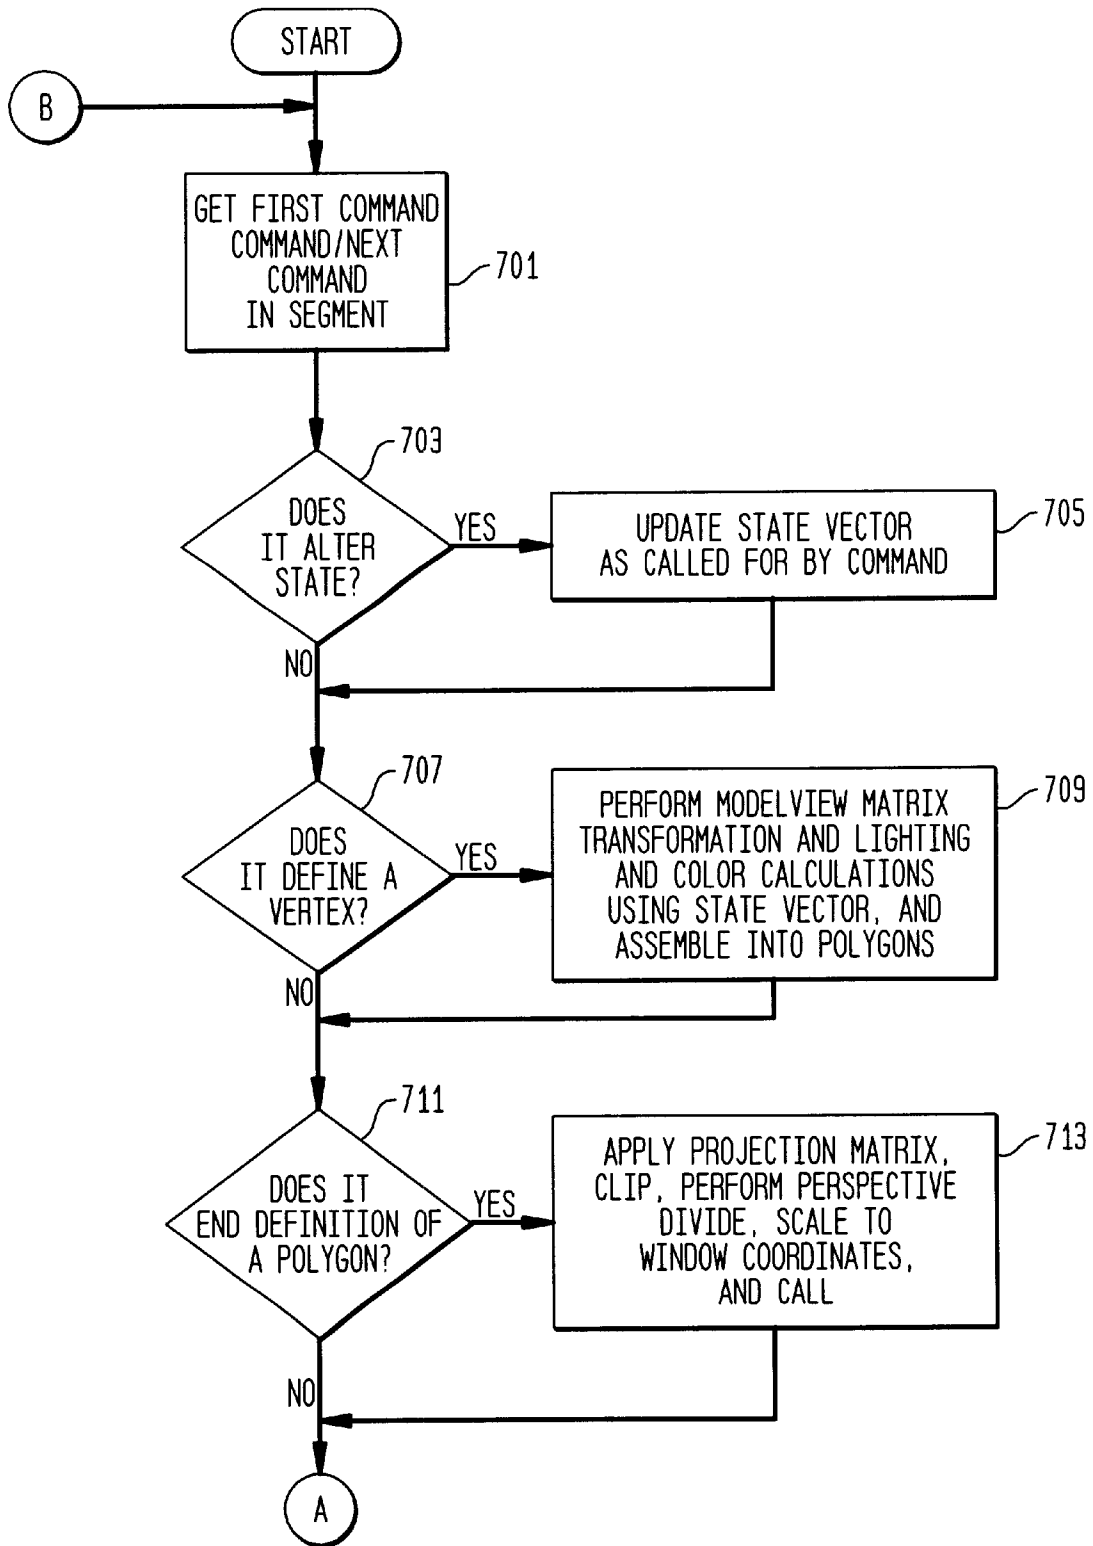 START
B
GET FIRST COMMAND
COMMAND/NEXT
COMMAND
IN SEGMENT
701
703
DOES
IT ALTER
STATE?
YES
UPDATE STATE VECTOR
AS CALLED FOR BY COMMAND
705
NO
707
DOES
IT DEFINE A
VERTEX?
YES
PERFORM MODELVIEW MATRIX
TRANSFORMATION AND LIGHTING
AND COLOR CALCULATIONS
USING STATE VECTOR, AND
ASSEMBLE INTO POLYGONS
709
NO
711
DOES IT
END DEFINITION OF
A POLYGON?
YES
APPLY PROJECTION MATRIX,
CLIP, PERFORM PERSPECTIVE
DIVIDE, SCALE TO
WINDOW COORDINATES,
AND CALL
713
NO
A